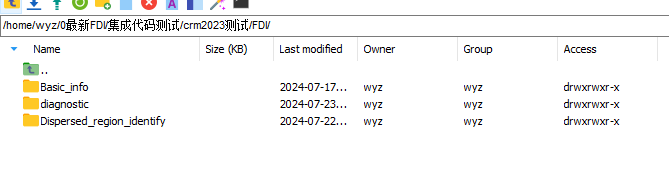 /home/wyz/0最新FDI/集成代码测试/crm2023测试/FDI/
Name Size (KB) Last modified Owner Group Access
..
Basic_info 2024-07-17... wyz wyz drwxrwxr-x
diagnostic 2024-07-23... wyz wyz drwxrwxr-x
Dispersed_region_identify 2024-07-22... wyz wyz drwxrwxr-x